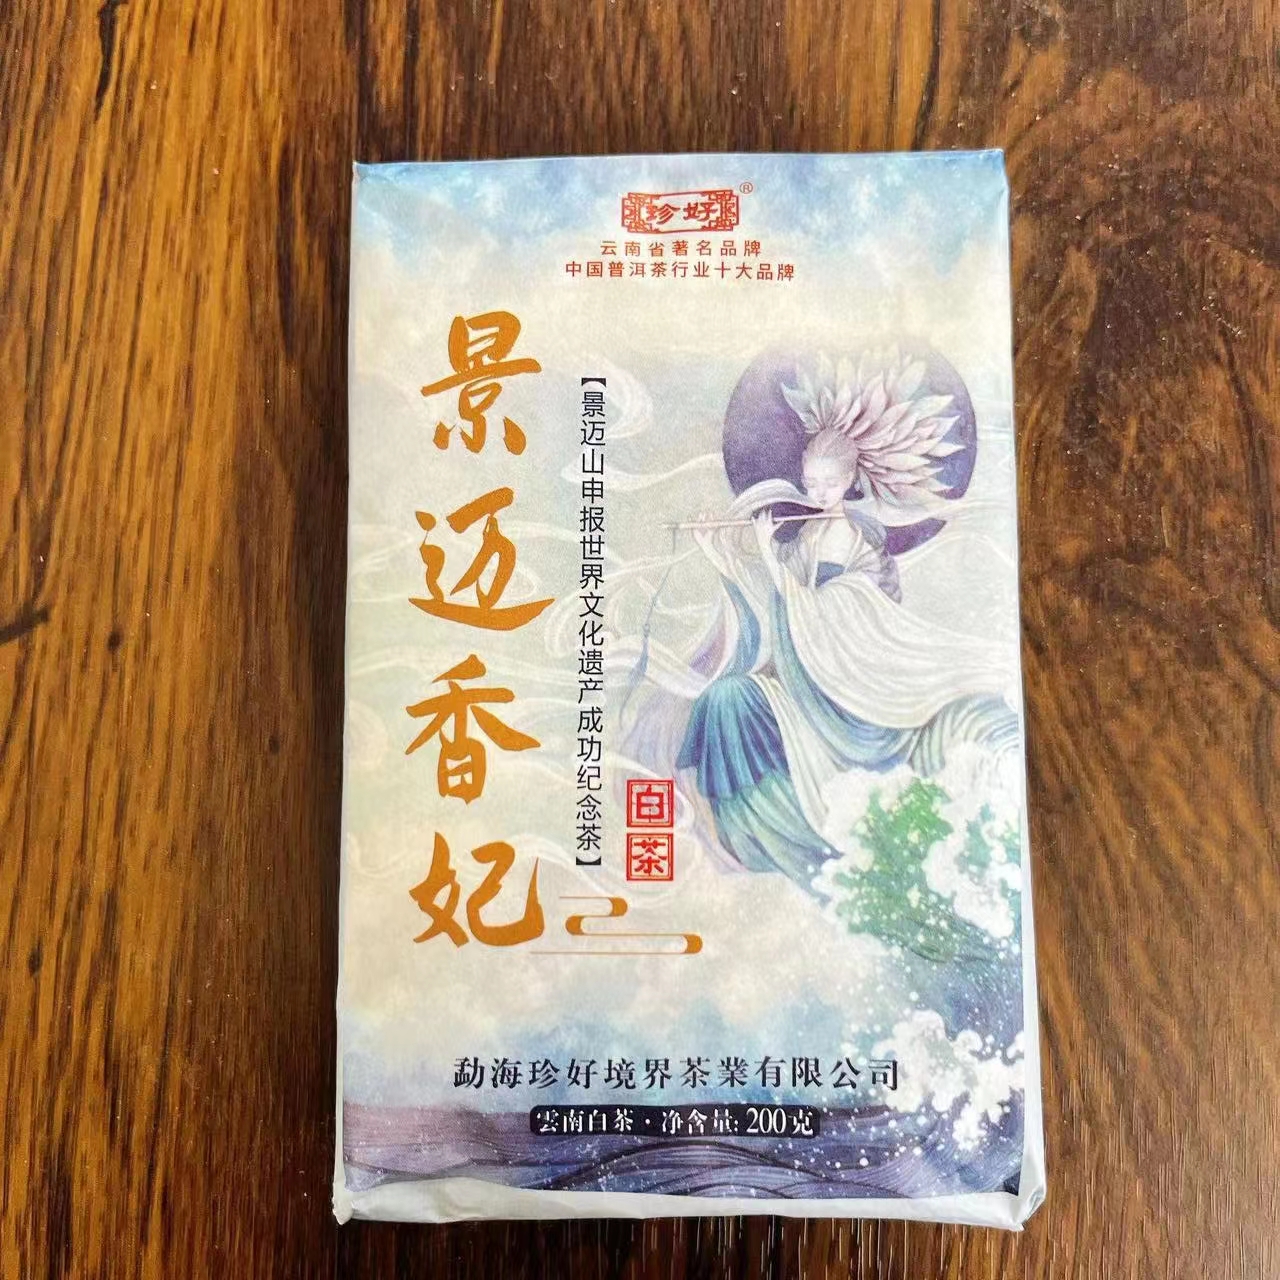 珍好®
云南省著名品牌
中国普洱茶行业十大品牌
景迈香妃
【景迈山申报世界文化遗产成功纪念茶】
白茶
勐海珍好境界茶業有限公司
雲南白茶·净含量:200克